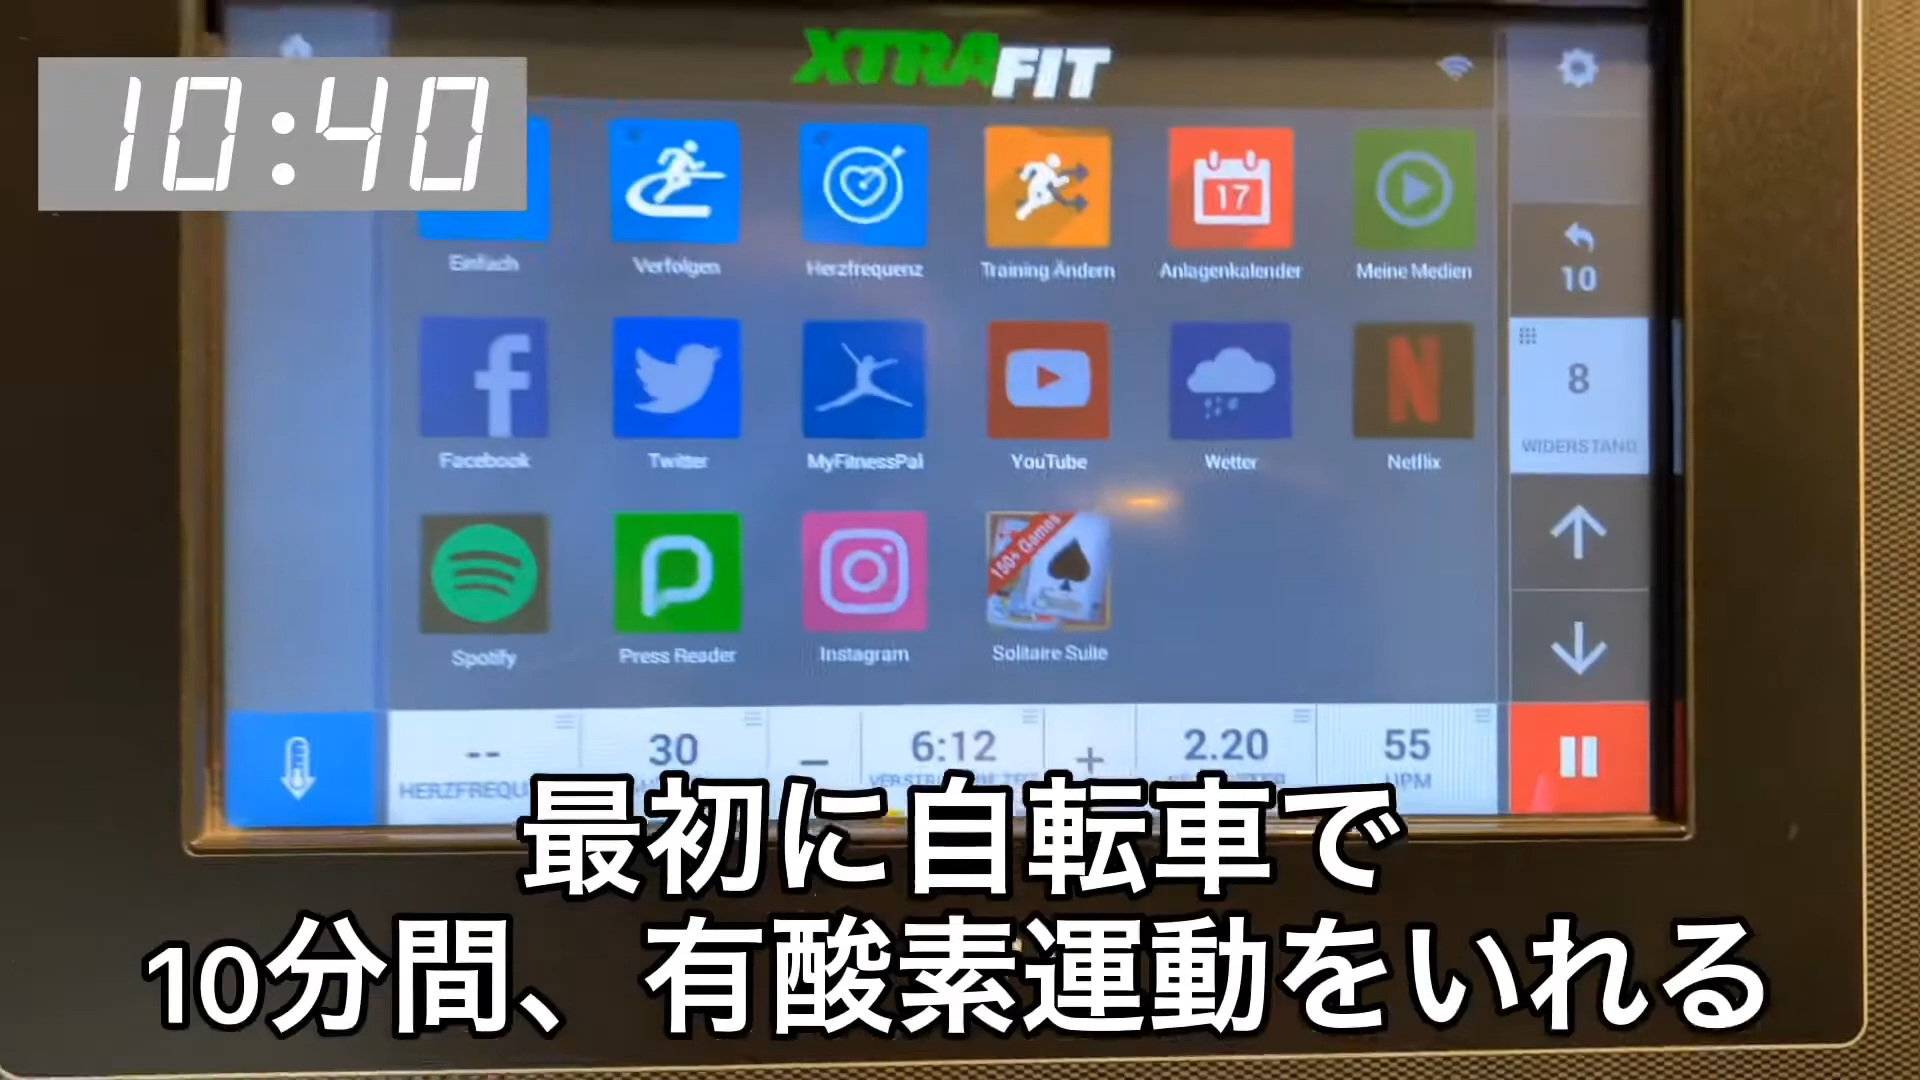 XTRAFIT
10:40
17
Einfach
Verfolgen
Herzfrequenz
Training Ändern
Anlagenkalender
Meine Medien
10
8
WIDERSTAND
Facebook
Twitter
MyFitnessPal
YouTube
Wetter
N
Netflix
150+ Games
Spotify
Press Reader
Instagram
Solitaire Suite
--
30
–
6:12
+
2.20
55
HERZFREQU
UPM
最初に自転車で
10分間、有酸素運動をいれる